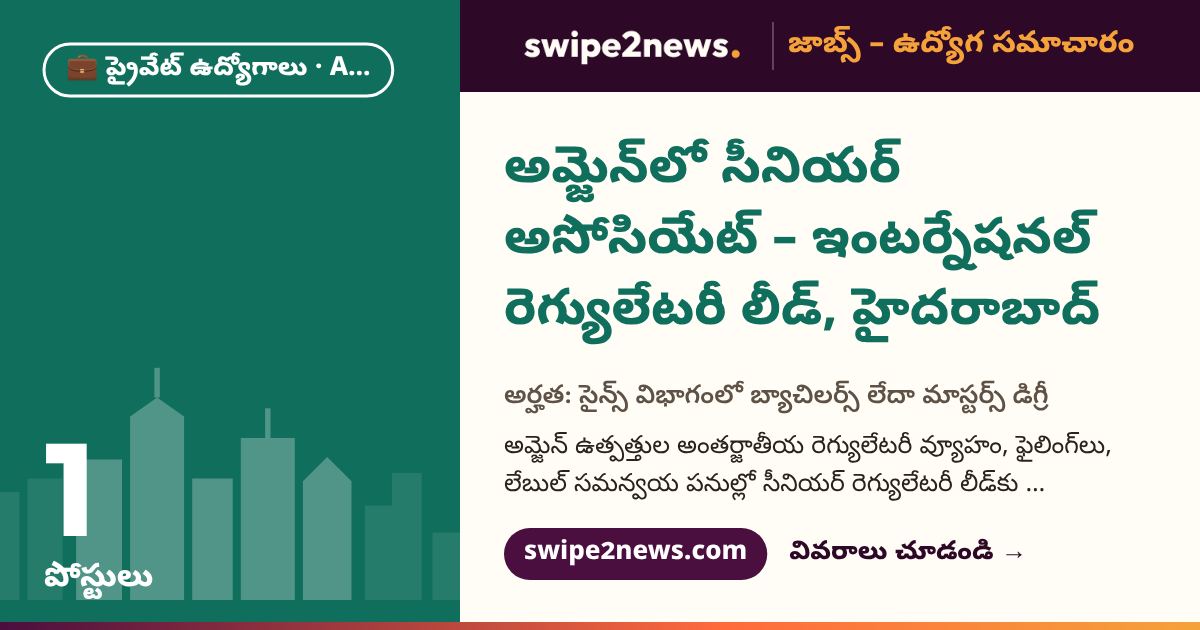 💼 ప్రైవేట్ ఉద్యోగాలు · A...
swipe2news.
జాబ్స్ – ఉద్యోగ సమాచారం
అమ్జెన్‌లో సీనియర్
అసోసియేట్ – ఇంటర్నేషనల్
రెగ్యులేటరీ లీడ్, హైదరాబాద్
అర్హత: సైన్స్ విభాగంలో బ్యాచిలర్స్ లేదా మాస్టర్స్ డిగ్రీ
అమ్జెన్ ఉత్పత్తుల అంతర్జాతీయ రెగ్యులేటరీ వ్యూహం, ఫైలింగ్‌లు,
లేబుల్ సమన్వయ పనుల్లో సీనియర్ రెగ్యులేటరీ లీడ్‌కు ...
1
పోస్టులు
swipe2news.com
వివరాలు చూడండి →